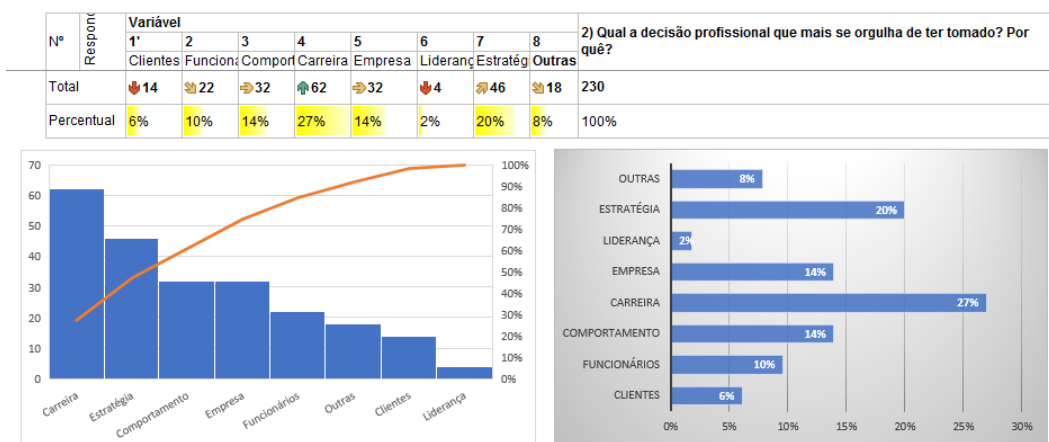 Nº Respond Variável 2) Qual a decisão profissional que mais se orgulha de ter tomado? Por quê?
1' 2 3 4 5 6 7 8
Clientes Funcioná Comport Carreira Empresa Lideranç Estratégi Outras
Total 14 22 32 62 32 4 46 18 230
Percentual 6% 10% 14% 27% 14% 2% 20% 8% 100%
70
60
50
40
30
20
10
0
100%
90%
80%
70%
60%
50%
40%
30%
20%
10%
0%
Carreira Estratégia Comportamento Empresa Funcionários Outras Clientes Liderança
OUTRAS 8%
ESTRATÉGIA 20%
LIDERANÇA 2%
EMPRESA 14%
CARREIRA 27%
COMPORTAMENTO 14%
FUNCIONÁRIOS 10%
CLIENTES 6%
0% 5% 10% 15% 20% 25% 30%